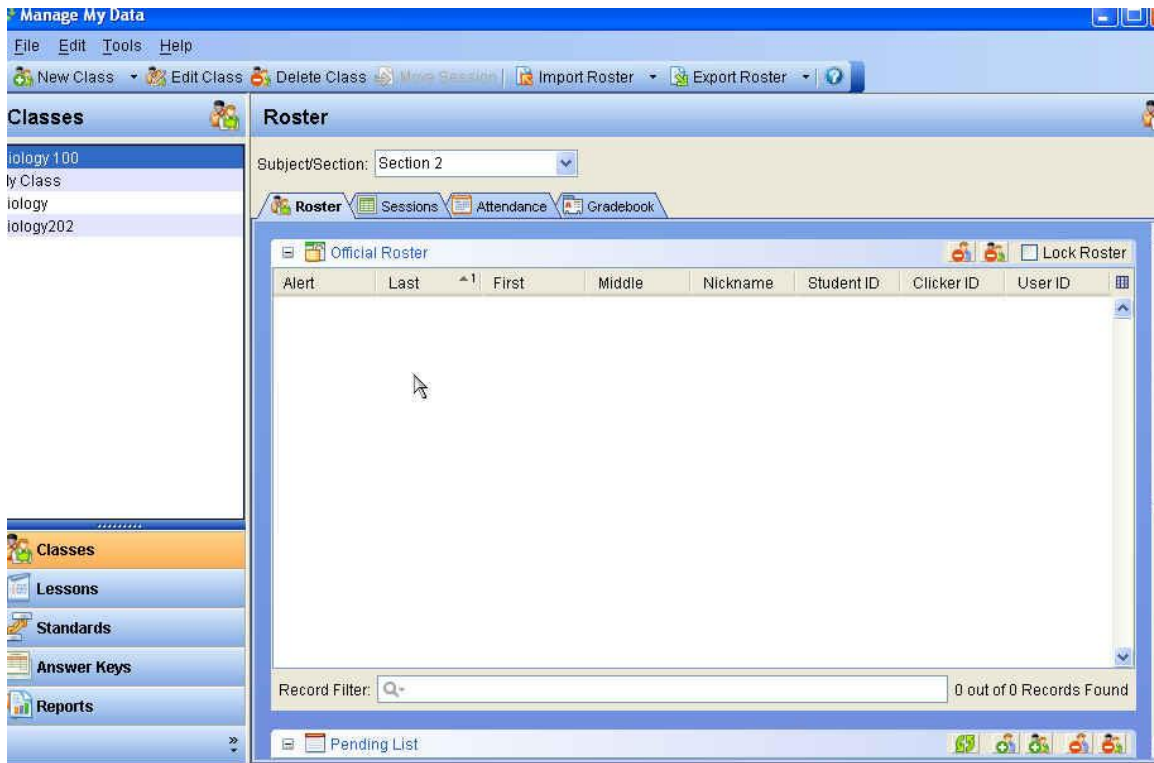 Manage My Data
File Edit Tools Help
New Class Edit Class Delete Class Move Session Import Roster Export Roster
Classes
Roster
iology 100
ly Class
iology
iology202
Subject/Section: Section 2
Roster Sessions Attendance Gradebook
Official Roster Lock Roster
Alert Last 1 First Middle Nickname Student ID Clicker ID User ID
Classes
Lessons
Standards
Answer Keys
Reports
Record Filter: 0 out of 0 Records Found
Pending List